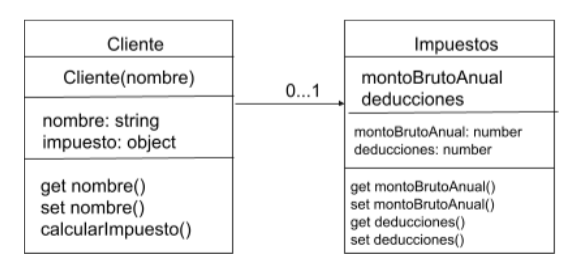 Cliente
Cliente(nombre)
nombre: string
impuesto: object
get nombre()
set nombre()
calcularImpuesto()
0...1
Impuestos
montoBrutoAnual
deducciones
montoBrutoAnual: number
deducciones: number
get montoBrutoAnual()
set montoBrutoAnual()
get deducciones()
set deducciones()